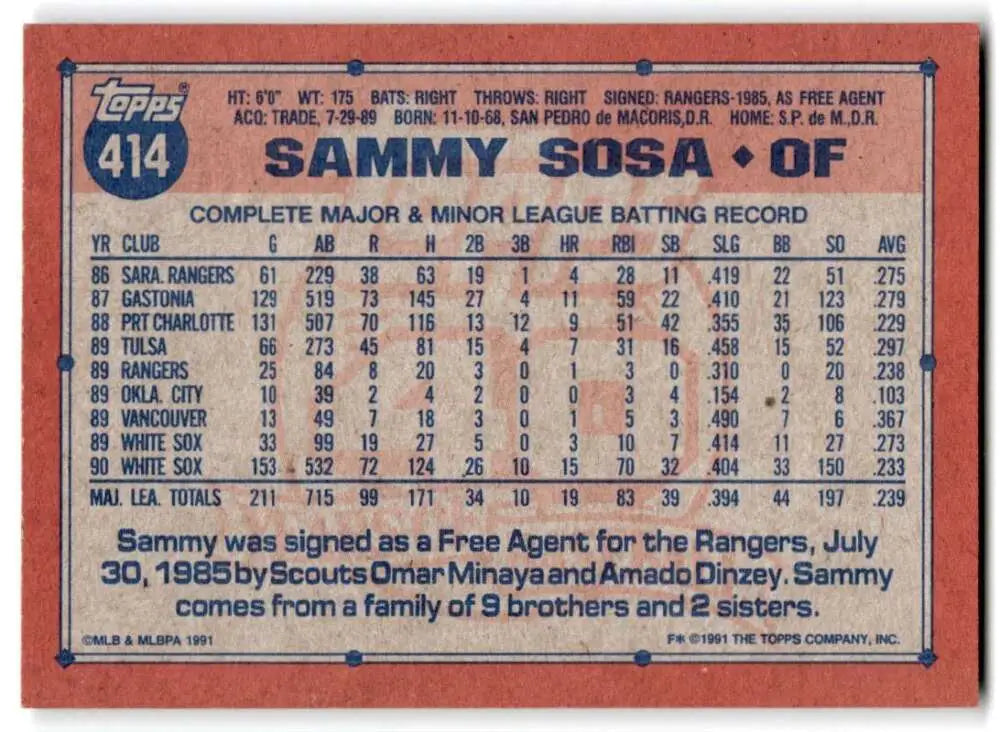 Topps®
414
HT: 6'0" WT: 175 BATS: RIGHT THROWS: RIGHT SIGNED: RANGERS-1985, AS FREE AGENT
ACQ: TRADE, 7-29-89 BORN: 11-10-68, SAN PEDRO de MACORIS,D.R. HOME: S.P. de M.,D.R.
SAMMY SOSA ♦ OF
COMPLETE MAJOR & MINOR LEAGUE BATTING RECORD
YR CLUB G AB R H 2B 3B HR RBI SB SLG BB SO AVG
86 SARA. RANGERS 61 229 38 63 19 1 4 28 11 .419 22 51 .275
87 GASTONIA 129 519 73 145 27 4 11 59 22 .410 21 123 .279
88 PRT CHARLOTTE 131 507 70 116 13 12 9 51 42 .355 35 106 .229
89 TULSA 66 273 45 81 15 4 7 31 16 .458 15 52 .297
89 RANGERS 25 84 8 20 3 0 1 3 0 .310 0 20 .238
89 OKLA. CITY 10 39 2 4 2 0 0 3 4 .154 2 8 .103
89 VANCOUVER 13 49 7 18 3 0 1 5 3 .490 7 6 .367
89 WHITE SOX 33 99 19 27 5 0 3 10 7 .414 11 27 .273
90 WHITE SOX 153 532 72 124 26 10 15 70 32 .404 33 150 .233
MAJ. LEA. TOTALS 211 715 99 171 34 10 19 83 39 .394 44 197 .239
Sammy was signed as a Free Agent for the Rangers, July
30, 1985 by Scouts Omar Minaya and Amado Dinzey. Sammy
comes from a family of 9 brothers and 2 sisters.
©MLB & MLBPA 1991
F* ©1991 THE TOPPS COMPANY, INC.